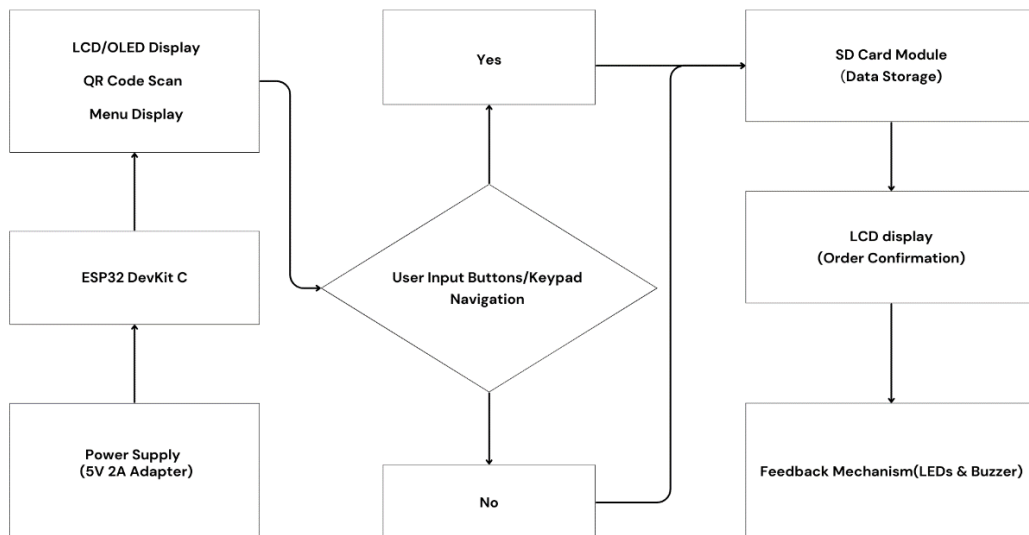 LCD/OLED Display
QR Code Scan
Menu Display
ESP32 DevKit C
Power Supply
(5V 2A Adapter)
Yes
User Input Buttons/Keypad
Navigation
No
SD Card Module
(Data Storage)
LCD display
(Order Confirmation)
Feedback Mechanism(LEDs & Buzzer)